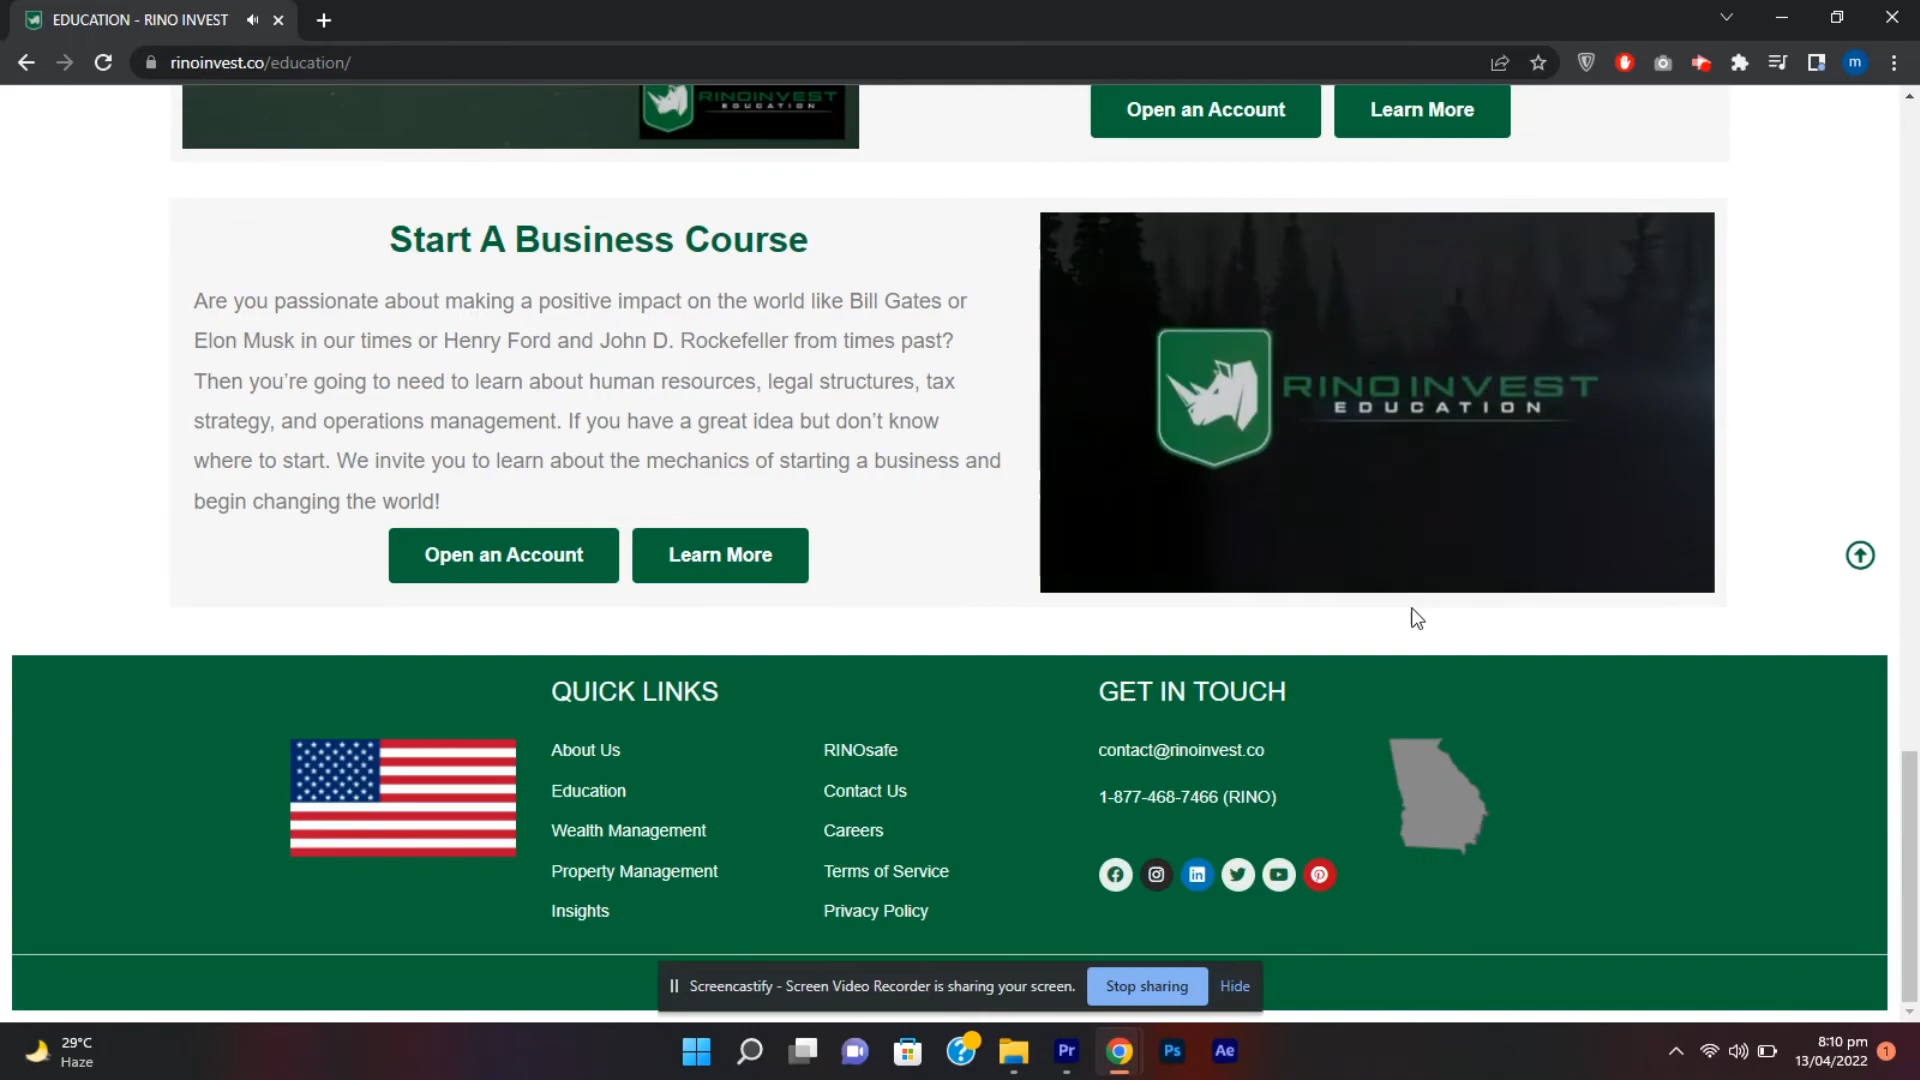 EDUCATION - RINO INVEST
rinoinvest.co/education/
m
RINOINVEST
EDUCATION
Open an Account
Learn More
Start A Business Course
Are you passionate about making a positive impact on the world like Bill Gates or
Elon Musk in our times or Henry Ford and John D. Rockefeller from times past?
Then you’re going to need to learn about human resources, legal structures, tax
strategy, and operations management. If you have a great idea but don’t know
where to start. We invite you to learn about the mechanics of starting a business and
begin changing the world!
Open an Account
Learn More
RINOINVEST
EDUCATION
QUICK LINKS
About Us
Education
Wealth Management
Property Management
Insights
RINOsafe
Contact Us
Careers
Terms of Service
Privacy Policy
GET IN TOUCH
contact@rinoinvest.co
1-877-468-7466 (RINO)
in
Screencastify - Screen Video Recorder is sharing your screen.
Stop sharing
Hide
29°C
Haze
Pr
Ps
Ae
8:10 pm
13/04/2022
1